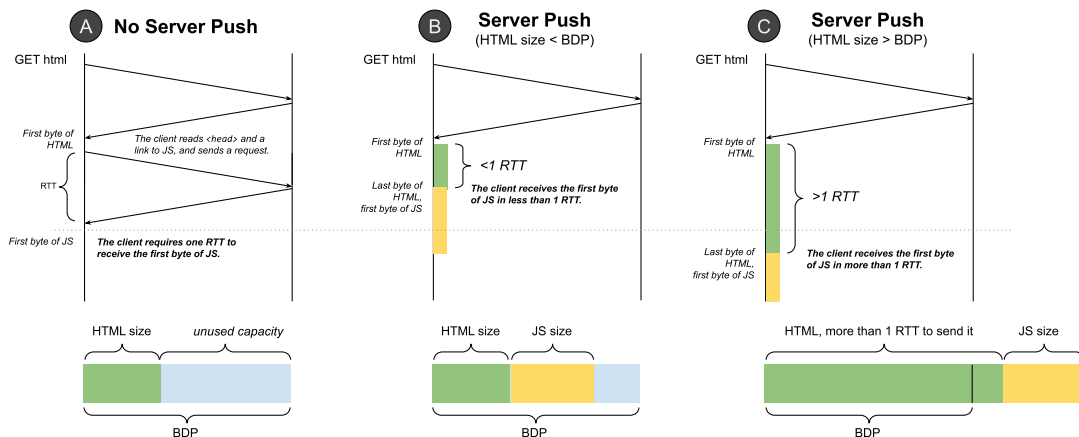 A
No Server Push
GET html
First byte of
HTML
The client reads <head> and a
link to JS, and sends a request.
RTT
First byte of JS
The client requires one RTT to
receive the first byte of JS.
HTML size
unused capacity
BDP
B
Server Push
(HTML size < BDP)
GET html
First byte of
HTML
<1 RTT
Last byte of
HTML,
first byte of JS
The client receives the first byte
of JS in less than 1 RTT.
HTML size
JS size
BDP
C
Server Push
(HTML size > BDP)
GET html
First byte of
HTML
>1 RTT
Last byte of
HTML,
first byte of JS
The client receives the first byte
of JS in more than 1 RTT.
HTML, more than 1 RTT to send it
JS size
BDP